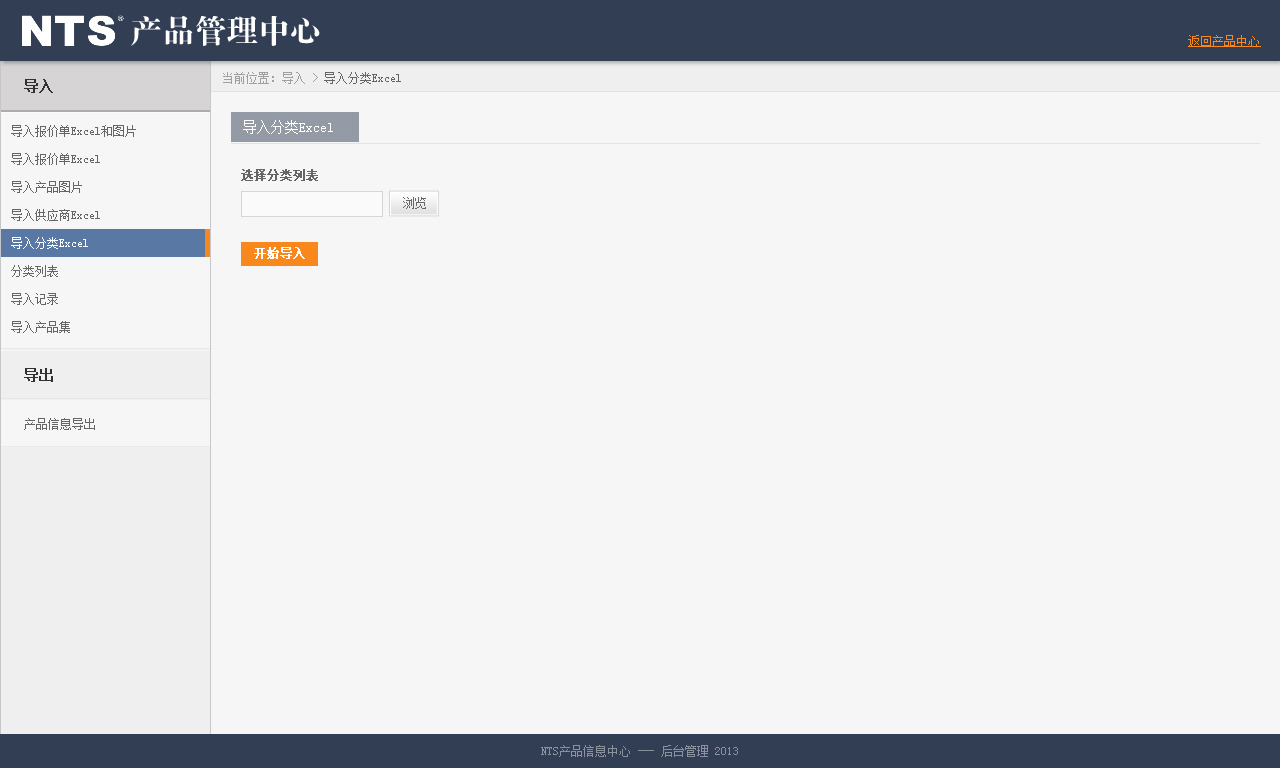 NTS® 产品管理中心
返回产品中心
导入
当前位置：导入 > 导入分类Excel
导入报价单Excel和图片
导入报价单Excel
导入产品图片
导入供应商Excel
导入分类Excel
分类列表
导入记录
导入产品集
导出
产品信息导出
导入分类Excel
选择分类列表
浏览
开始导入
NTS产品信息中心 —— 后台管理 2013